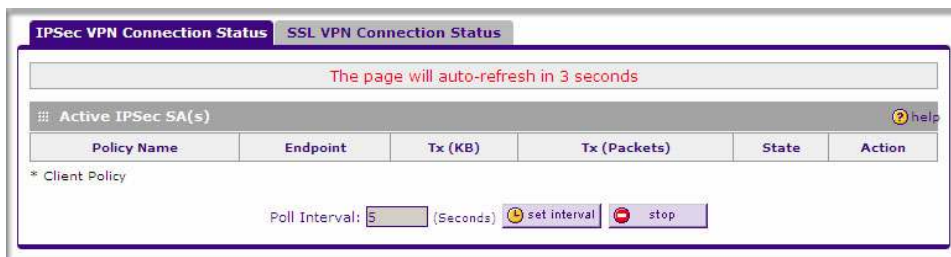 IPSec VPN Connection Status SSL VPN Connection Status
The page will auto-refresh in 3 seconds
Active IPSec SA(s) ? help
Policy Name Endpoint Tx (KB) Tx (Packets) State Action
* Client Policy
Poll Interval: 5 (Seconds) set interval stop